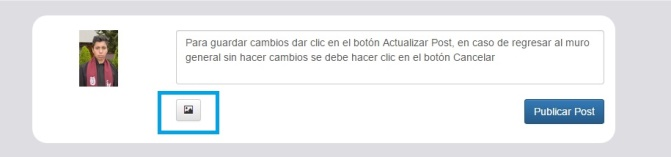 Para guardar cambios dar clic en el botón Actualizar Post, en caso de regresar al muro
general sin hacer cambios se debe hacer clic en el botón Cancelar
Publicar Post